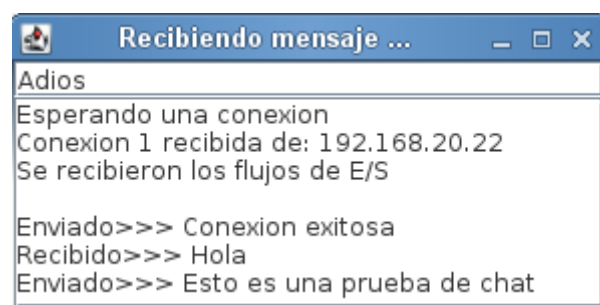 Recibiendo mensaje ...
Adios
Esperando una conexion
Conexion 1 recibida de: 192.168.20.22
Se recibieron los flujos de E/S
Enviado>>> Conexion exitosa
Recibido>>> Hola
Enviado>>> Esto es una prueba de chat